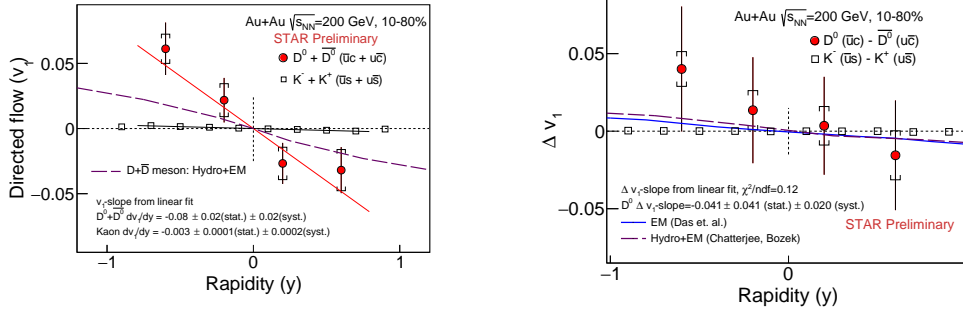 Au+Au √s_NN=200 GeV, 10-80%
STAR Preliminary
D⁰ + D̅⁰ (u̅c + uc̅)
K⁻ + K⁺ (u̅s + us̅)
0.05
0
−0.05
Directed flow (v₁)
D+D̅ meson: Hydro+EM
v₁-slope from linear fit
D⁰+D̅⁰ dv₁/dy = -0.08 ± 0.02(stat.) ± 0.02(syst.)
Kaon dv₁/dy = -0.003 ± 0.0001(stat.) ± 0.0002(syst.)
−1 0 1
Rapidity (y)
Au+Au √s_NN=200 GeV, 10-80%
D⁰ (u̅c) - D̅⁰ (uc̅)
K⁻ (u̅s) - K⁺ (us̅)
0.05
0
−0.05
Δ v₁
Δ v₁-slope from linear fit, χ²/ndf=0.12
D⁰ Δ v₁-slope=-0.041 ± 0.041 (stat.) ± 0.020 (syst.)
EM (Das et. al.)
STAR Preliminary
Hydro+EM (Chatterjee, Bozek)
−1 0 1
Rapidity (y)